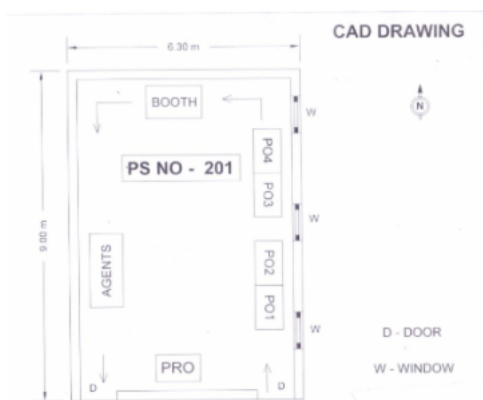 CAD DRAWING
6.30 m
N
BOOTH
W
PO4
PS NO - 201
PO3
9.00 m
W
AGENTS
PO2
PO1
W
D - DOOR
PRO
W - WINDOW
D
D